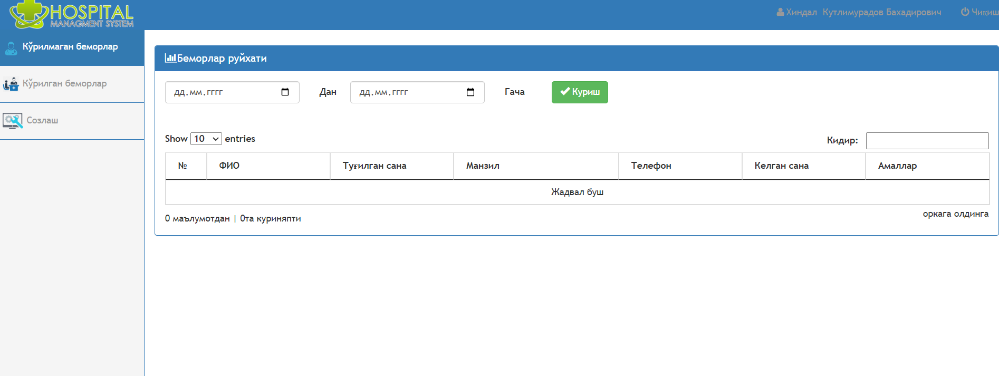 HOSPITAL
MANAGMENT SYSTEM
Хиндал Кутлимурадов Бахадирович Чиқиш
Кўрилмаган беморлар
Кўрилган беморлар
Созлаш
Беморлар руйхати
дд.мм.гггг Дан дд.мм.гггг Гача Куриш
Show 10 entries Кидир:
№ ФИО Туғилган сана Манзил Телефон Келган сана Амаллар
Жадвал буш
0 маълумотдан | 0та куриняпти
оркага олдинга